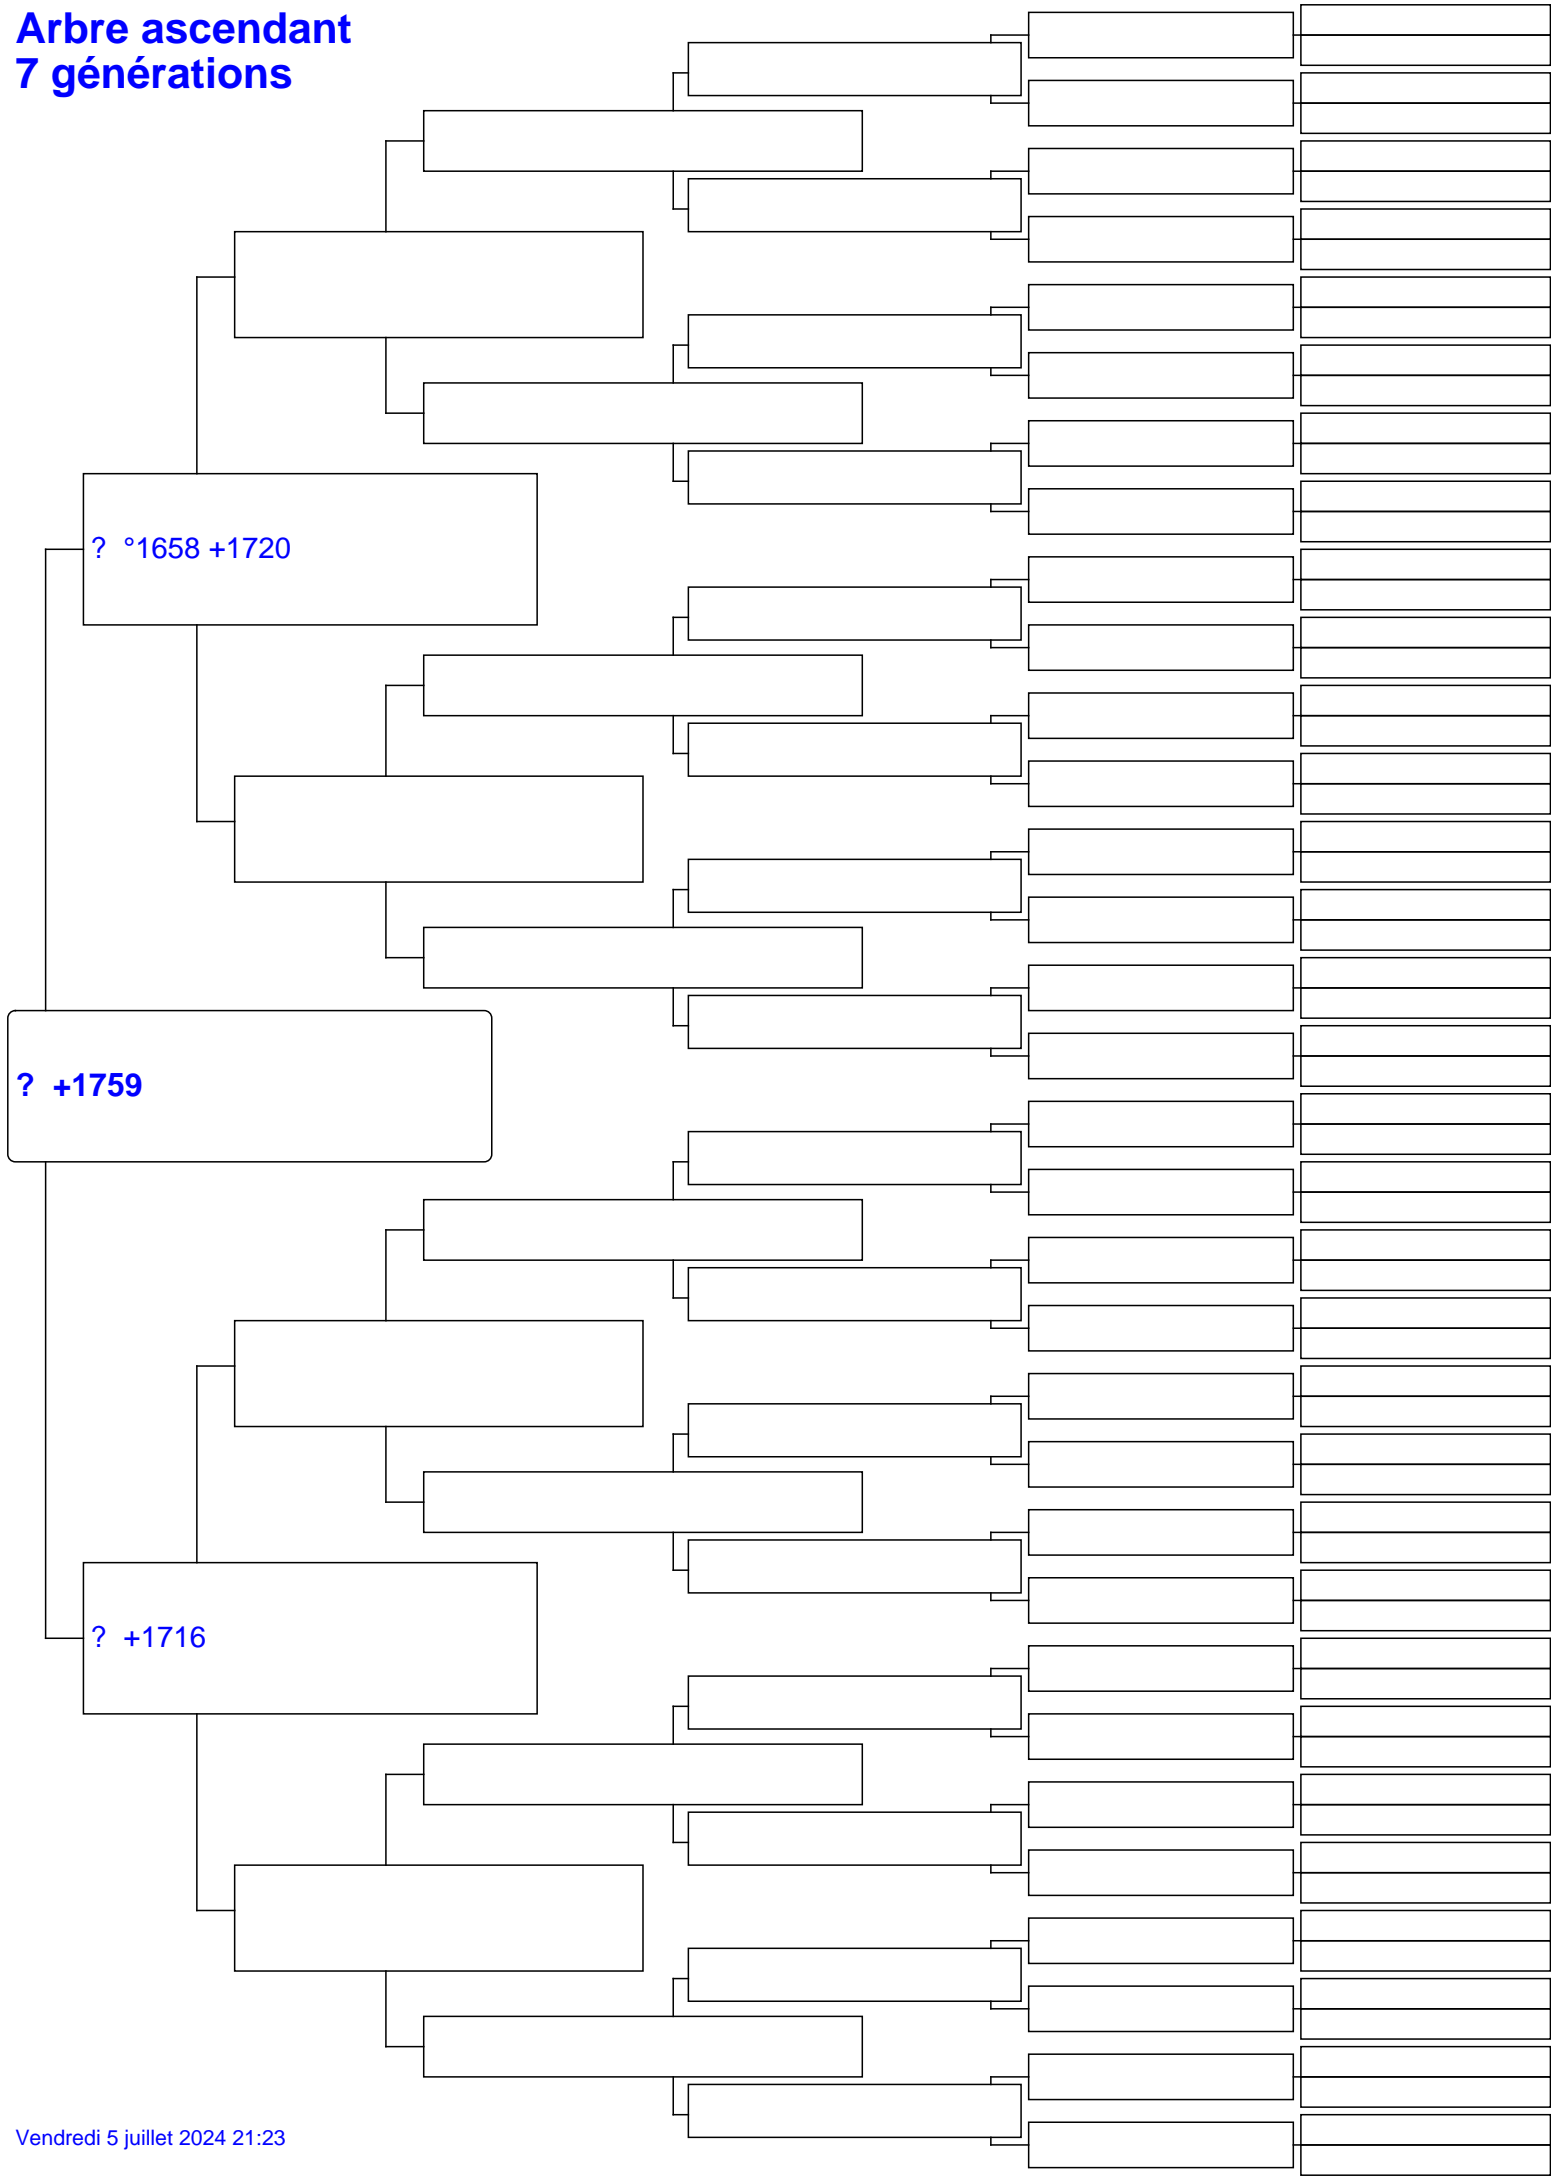 Arbre ascendant
7 générations
? °1658 +1720
? +1759
? +1716
Vendredi 5 juillet 2024 21:23